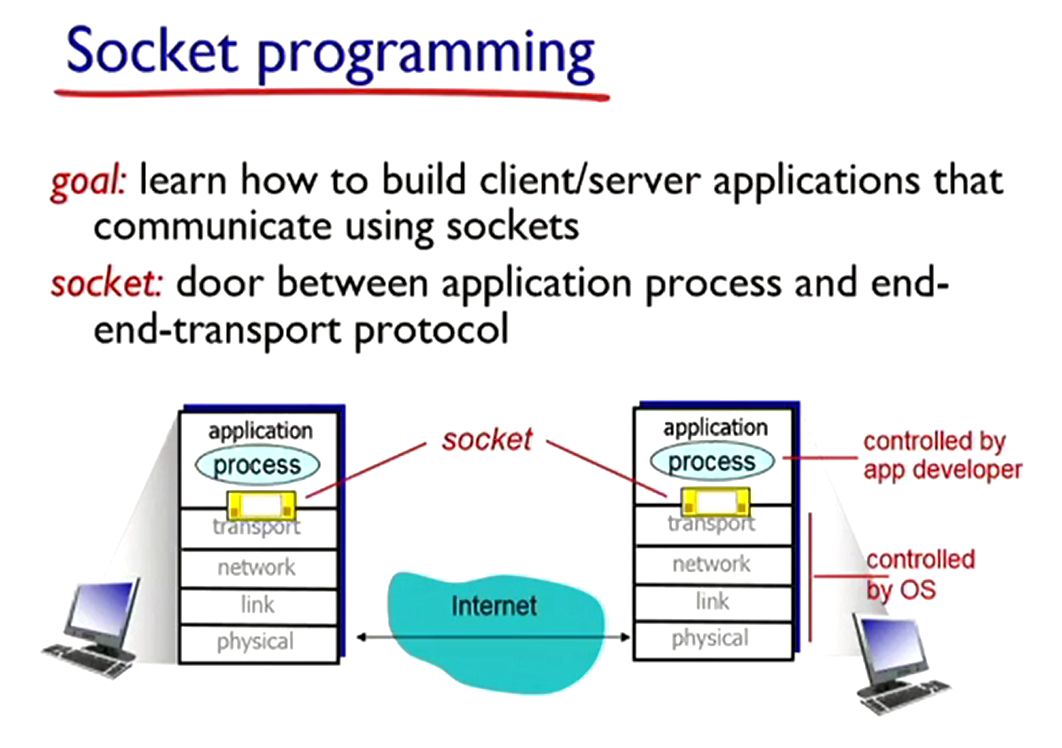 Socket programming
goal: learn how to build client/server applications that
communicate using sockets
socket: door between application process and end-
end-transport protocol
application
process
transport
network
link
physical
socket
Internet
application
process
transport
network
link
physical
controlled by
app developer
controlled
by OS